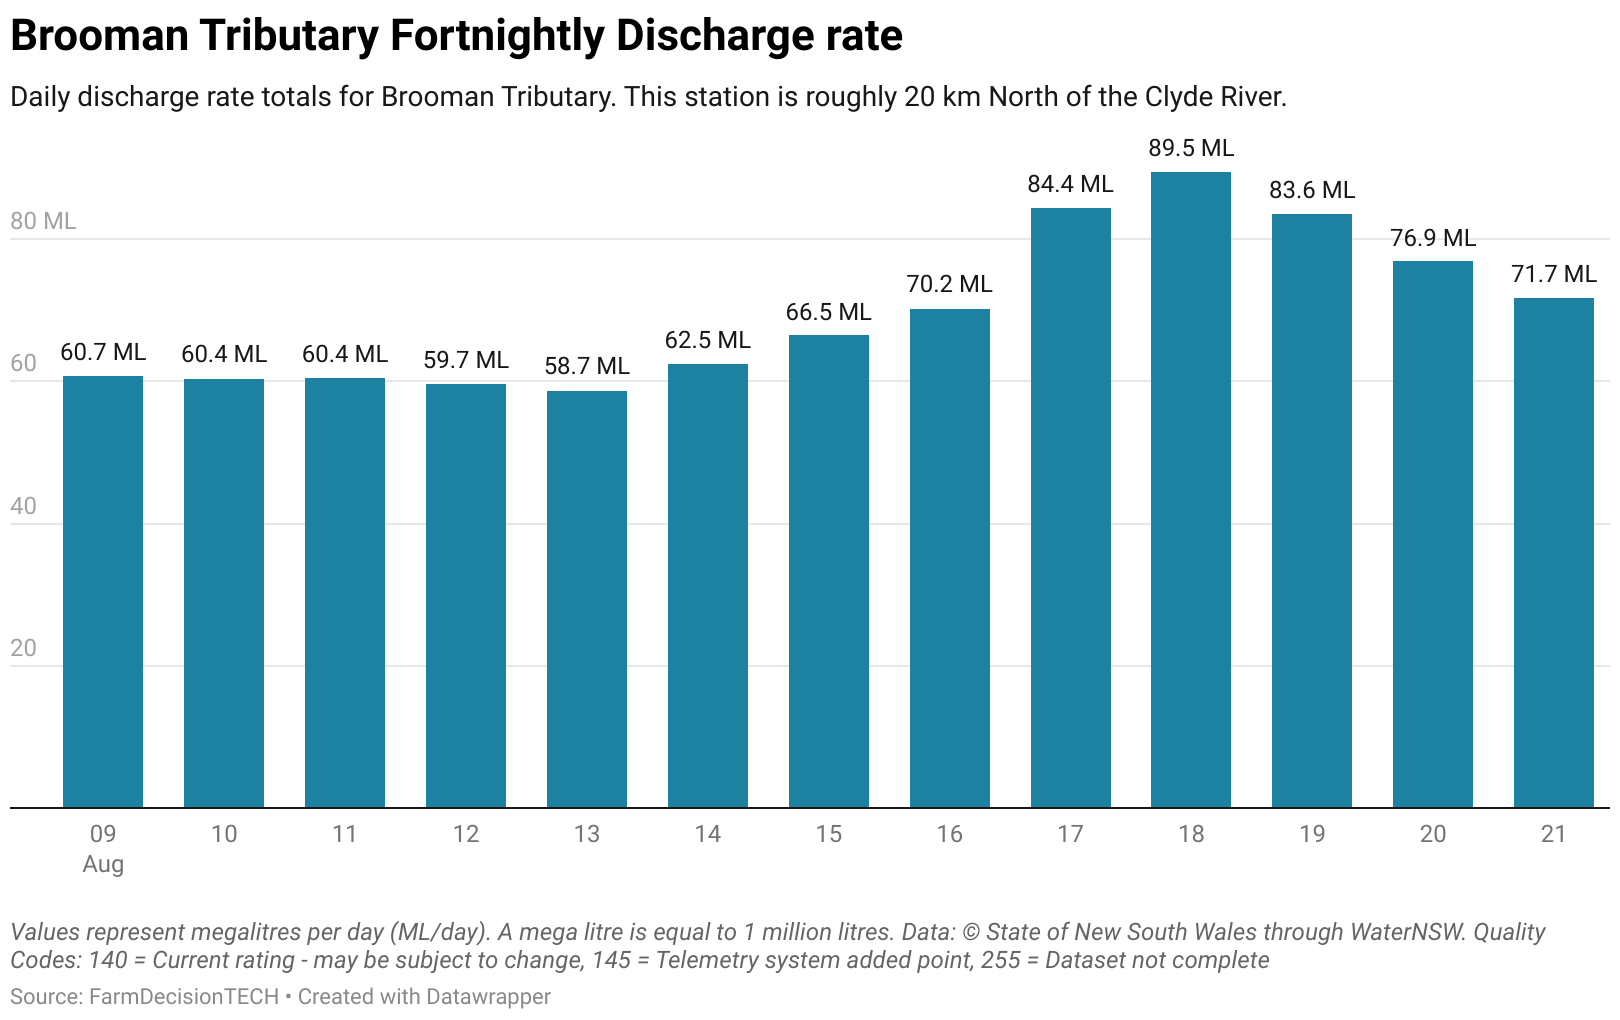 Brooman Tributary Fortnightly Discharge rate
Daily discharge rate totals for Brooman Tributary. This station is roughly 20 km North of the Clyde River.
89.5 ML
84.4 ML
83.6 ML
80 ML
76.9 ML
71.7 ML
70.2 ML
66.5 ML
62.5 ML
60.7 ML
60.4 ML
60.4 ML
59.7 ML
58.7 ML
60
40
20
09
Aug
10
11
12
13
14
15
16
17
18
19
20
21
Values represent megalitres per day (ML/day). A mega litre is equal to 1 million litres. Data: © State of New South Wales through WaterNSW. Quality
Codes: 140 = Current rating - may be subject to change, 145 = Telemetry system added point, 255 = Dataset not complete
Source: FarmDecisionTECH • Created with Datawrapper